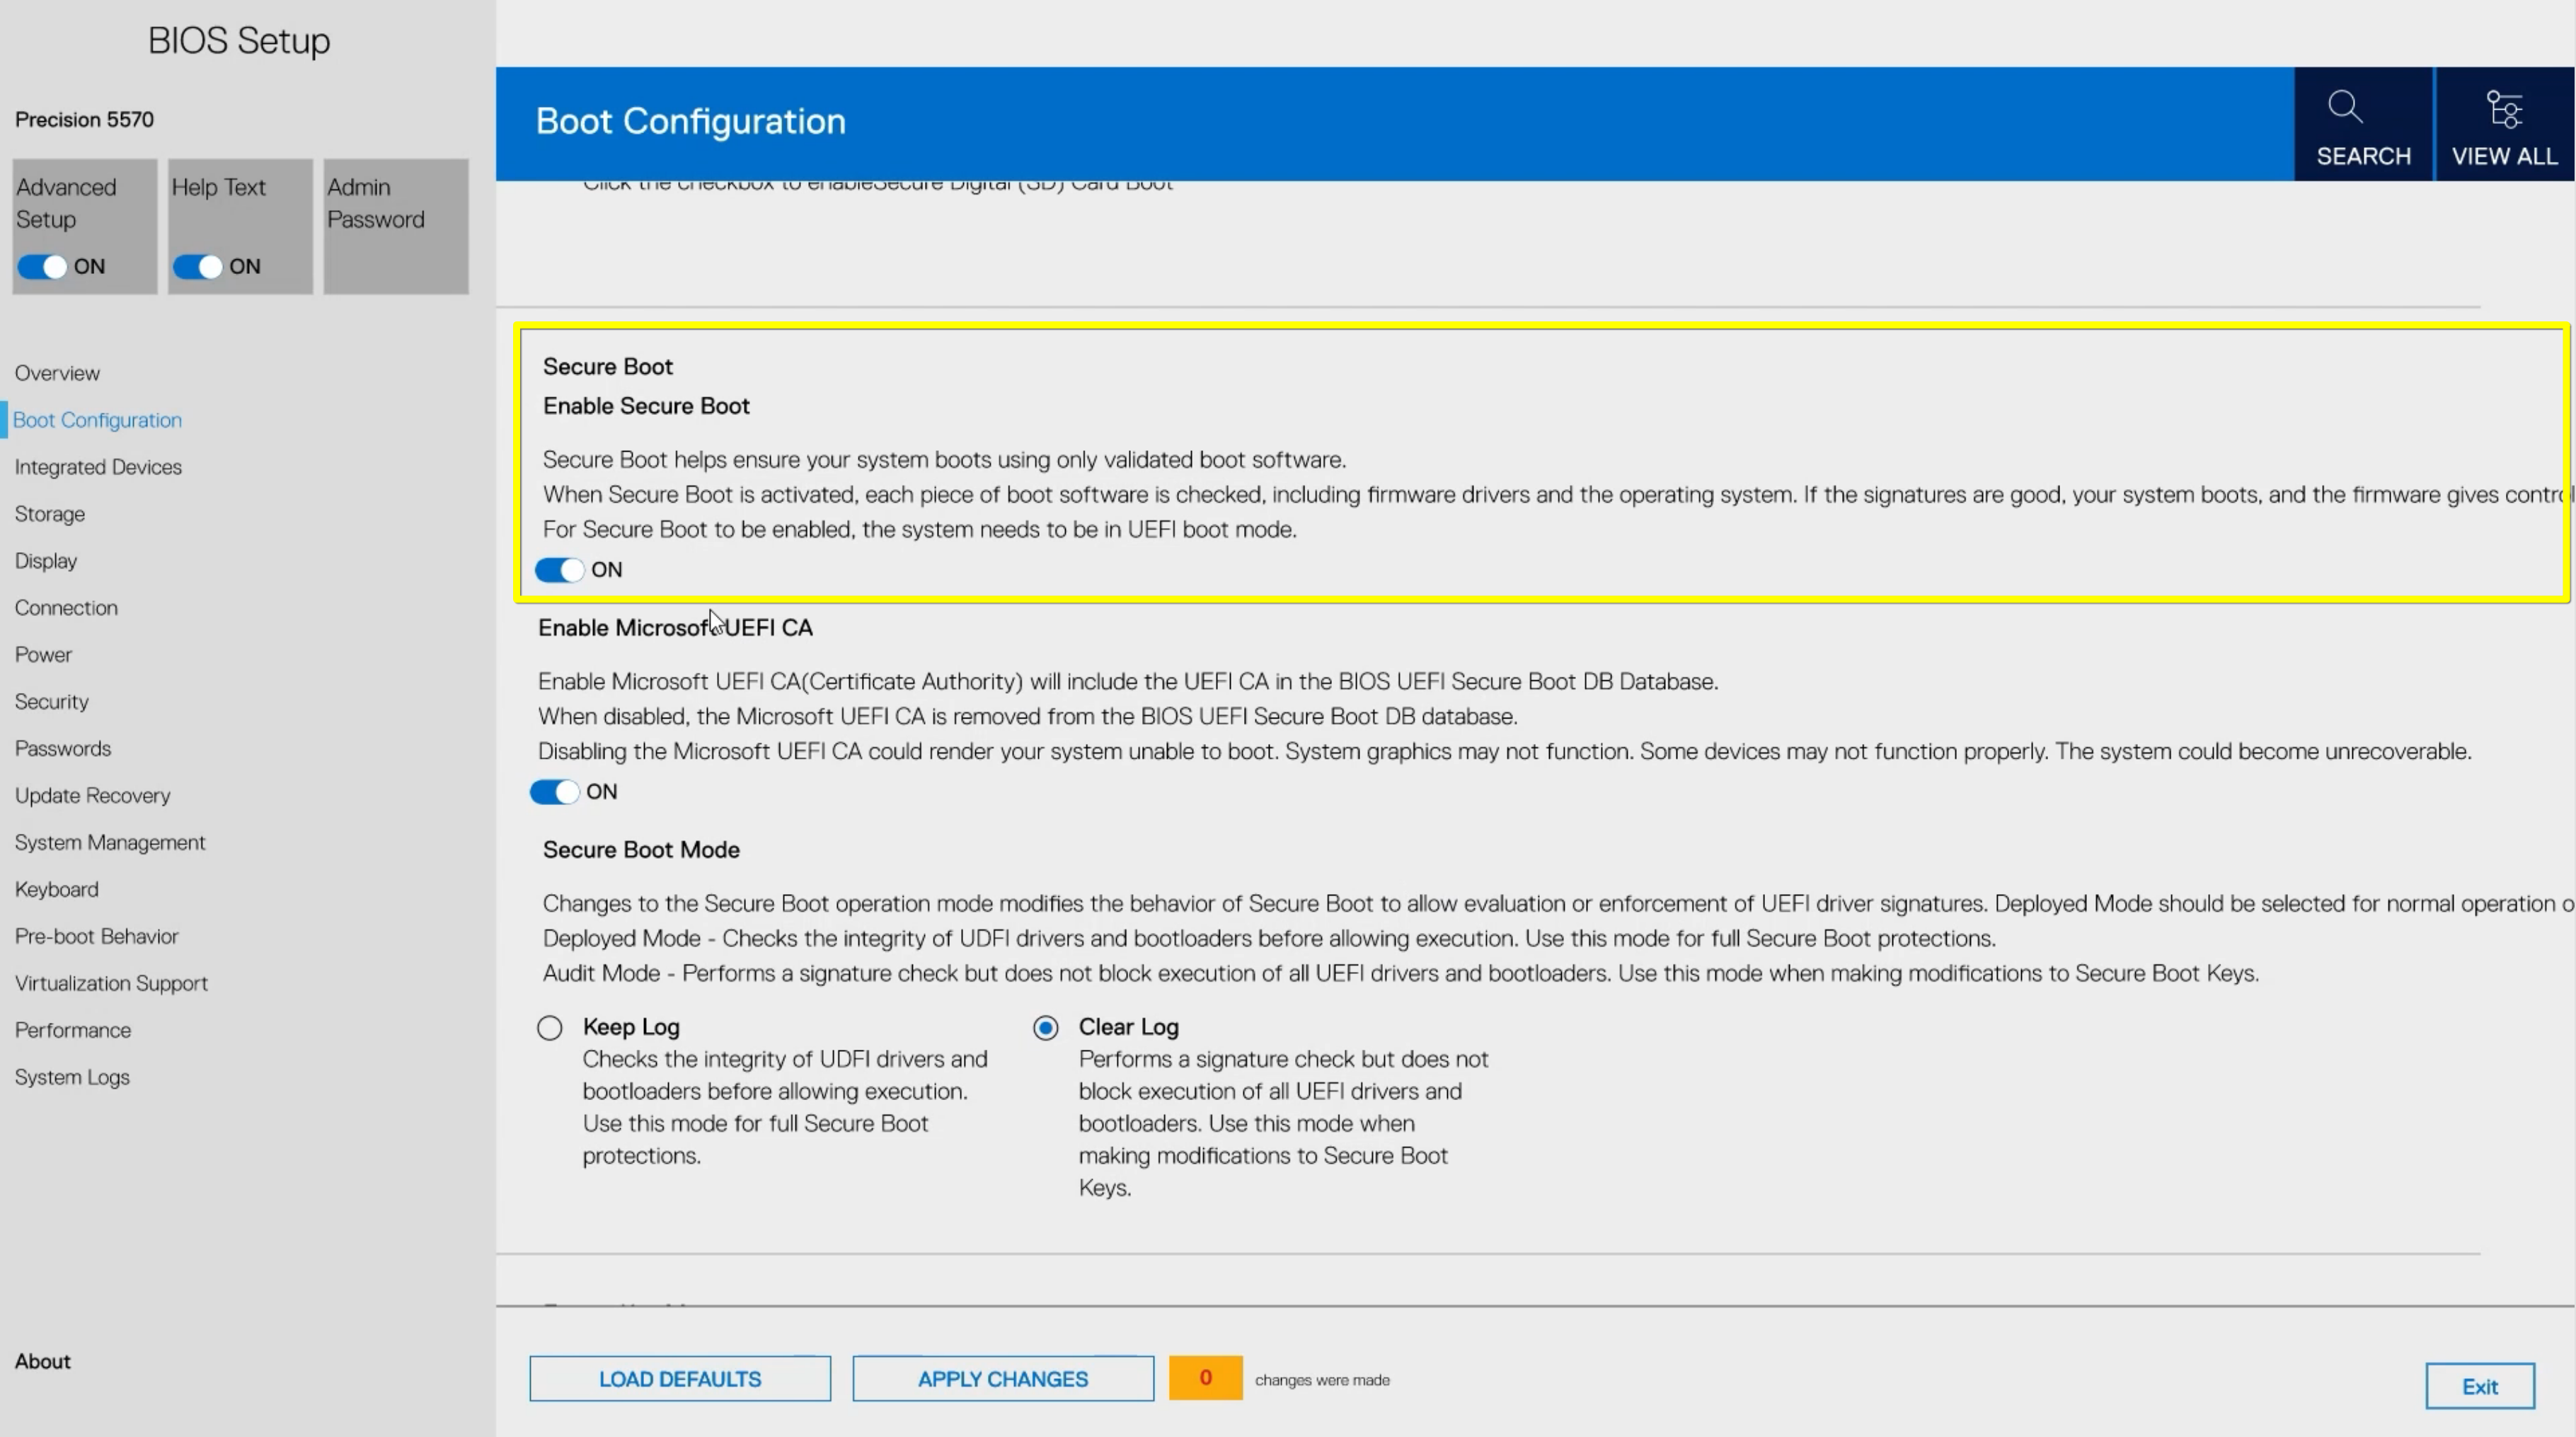 BIOS Setup
Precision 5570
Advanced
Setup
ON
Help Text
ON
Admin
Password
Overview
Boot Configuration
Integrated Devices
Storage
Display
Connection
Power
Security
Passwords
Update Recovery
System Management
Keyboard
Pre-boot Behavior
Virtualization Support
Performance
System Logs
About
Boot Configuration
SEARCH
VIEW ALL
Click the checkbox to enableSecure Digital (SD) Card Boot
Secure Boot
Enable Secure Boot
Secure Boot helps ensure your system boots using only validated boot software.
When Secure Boot is activated, each piece of boot software is checked, including firmware drivers and the operating system. If the signatures are good, your system boots, and the firmware gives control
For Secure Boot to be enabled, the system needs to be in UEFI boot mode.
ON
Enable Microsoft UEFI CA
Enable Microsoft UEFI CA(Certificate Authority) will include the UEFI CA in the BIOS UEFI Secure Boot DB Database.
When disabled, the Microsoft UEFI CA is removed from the BIOS UEFI Secure Boot DB database.
Disabling the Microsoft UEFI CA could render your system unable to boot. System graphics may not function. Some devices may not function properly. The system could become unrecoverable.
ON
Secure Boot Mode
Changes to the Secure Boot operation mode modifies the behavior of Secure Boot to allow evaluation or enforcement of UEFI driver signatures. Deployed Mode should be selected for normal operation o
Deployed Mode - Checks the integrity of UDFI drivers and bootloaders before allowing execution. Use this mode for full Secure Boot protections.
Audit Mode - Performs a signature check but does not block execution of all UEFI drivers and bootloaders. Use this mode when making modifications to Secure Boot Keys.
Keep Log
Checks the integrity of UDFI drivers and
bootloaders before allowing execution.
Use this mode for full Secure Boot
protections.
Clear Log
Performs a signature check but does not
block execution of all UEFI drivers and
bootloaders. Use this mode when
making modifications to Secure Boot
Keys.
LOAD DEFAULTS
APPLY CHANGES
0
changes were made
Exit